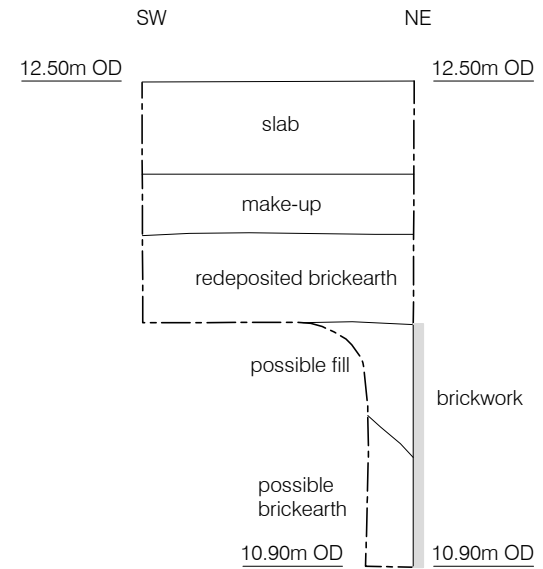 SW NE
12.50m OD 12.50m OD
slab
make-up
redeposited brickearth
possible fill
brickwork
possible
brickearth
10.90m OD 10.90m OD